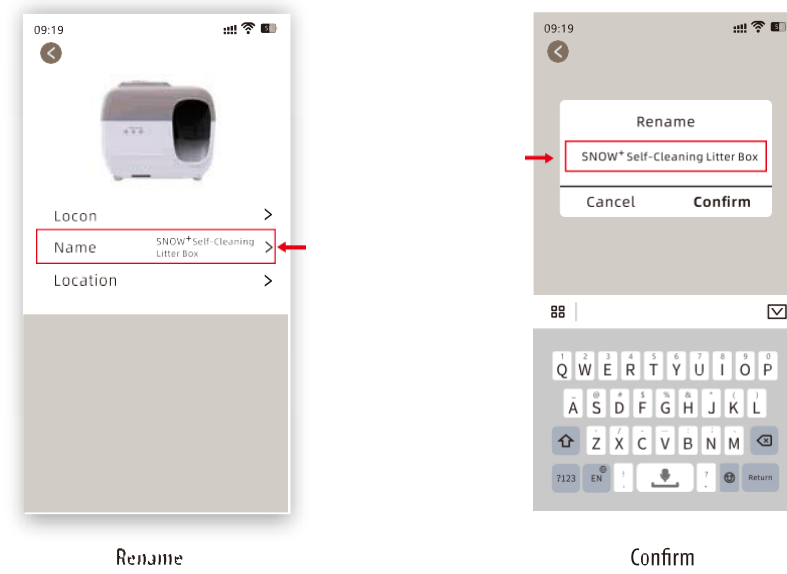 09:19
Locon
Name
SNOW+Self-Cleaning
Litter Box
Location
Rename
09:19
Rename
SNOW+Self-Cleaning Litter Box
Cancel Confirm
1 2 3 4 5 6 7 8 9 0
Q W E R T Y U I O P
A S D F G H J K L
Z X C V B N M
?123 EN ! ? Return
Confirm